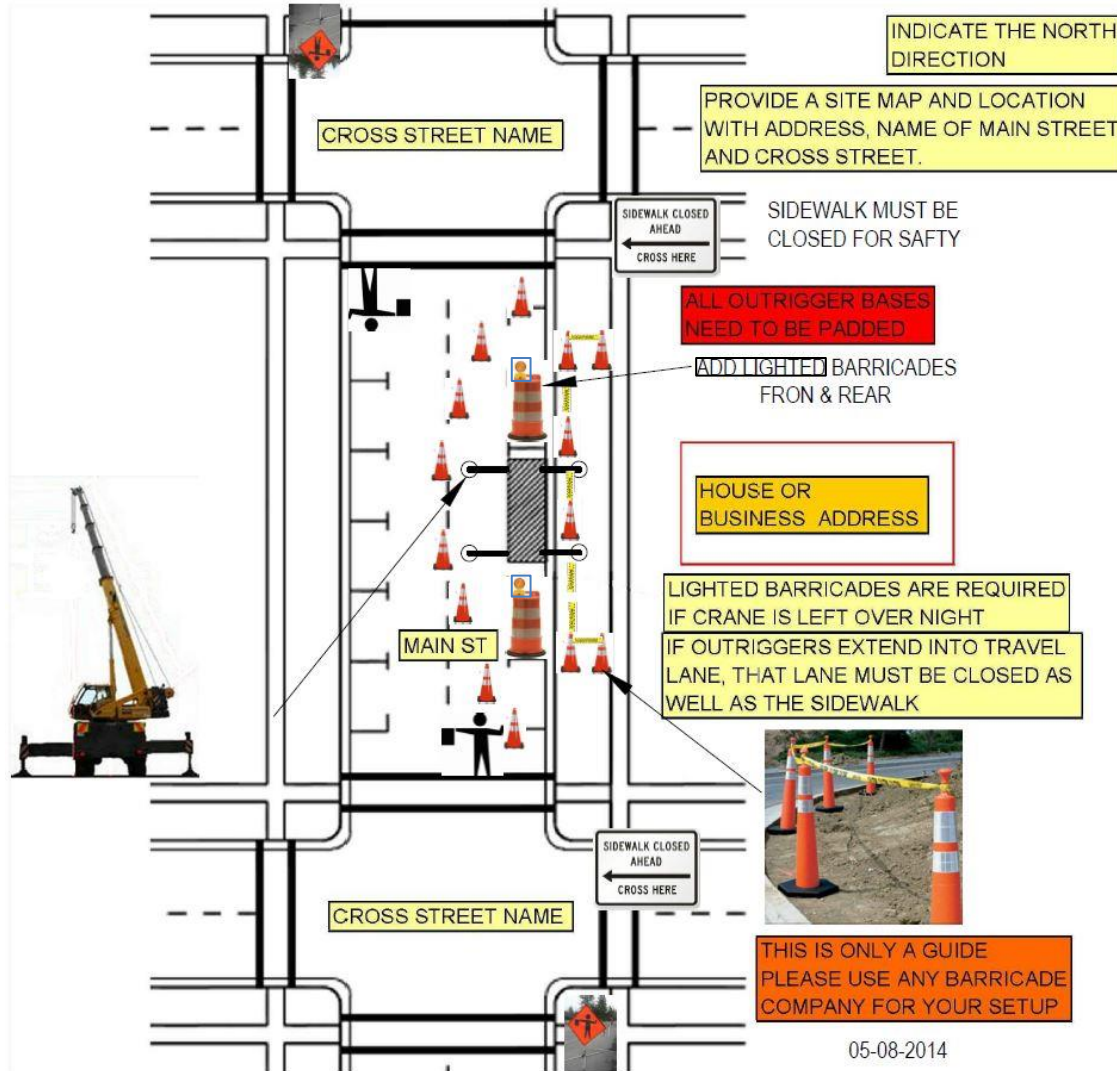 INDICATE THE NORTH
DIRECTION
PROVIDE A SITE MAP AND LOCATION
WITH ADDRESS, NAME OF MAIN STREET
AND CROSS STREET.
CROSS STREET NAME
SIDEWALK CLOSED
AHEAD
CROSS HERE
SIDEWALK MUST BE
CLOSED FOR SAFTY
ALL OUTRIGGER BASES
NEED TO BE PADDED
ADD LIGHTED BARRICADES
FRON & REAR
HOUSE OR
BUSINESS ADDRESS
LIGHTED BARRICADES ARE REQUIRED
IF CRANE IS LEFT OVER NIGHT
MAIN ST
IF OUTRIGGERS EXTEND INTO TRAVEL
LANE, THAT LANE MUST BE CLOSED AS
WELL AS THE SIDEWALK
SIDEWALK CLOSED
AHEAD
CROSS HERE
CROSS STREET NAME
THIS IS ONLY A GUIDE
PLEASE USE ANY BARRICADE
COMPANY FOR YOUR SETUP
05-08-2014